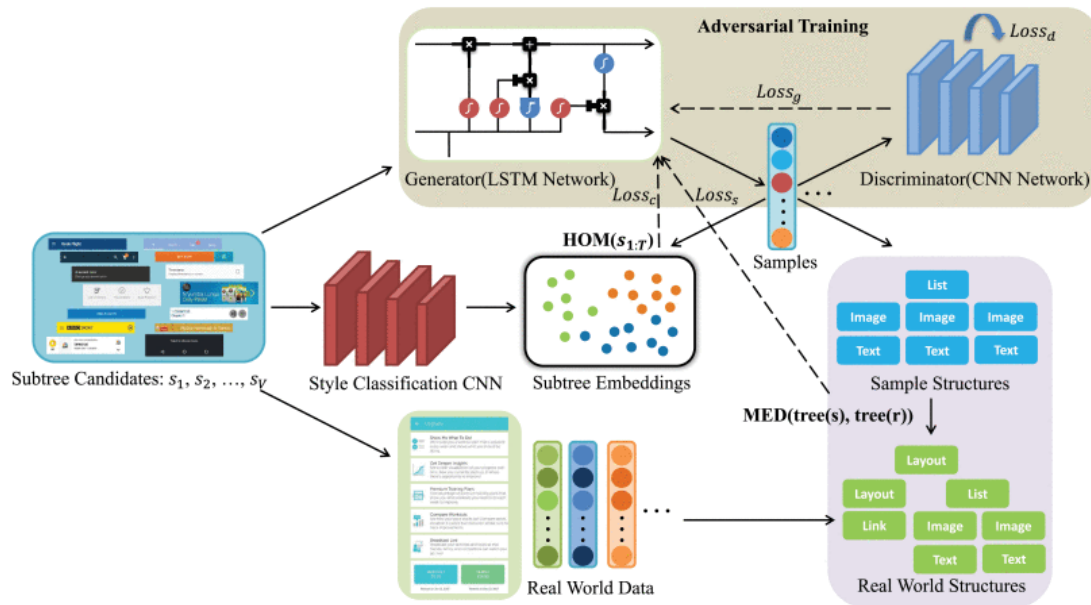 Adversarial Training
Loss_d
Loss_g
Generator(LSTM Network)
Discriminator(CNN Network)
Loss_c
Loss_s
HOM(s_{1:T})
Samples
Subtree Candidates: s_1, s_2, …, s_V
Style Classification CNN
Subtree Embeddings
List
Image Image Image
Text Text Text
Sample Structures
MED(tree(s), tree(r))
Layout
Layout List
Link Image Image
Text Text
Real World Data
Real World Structures